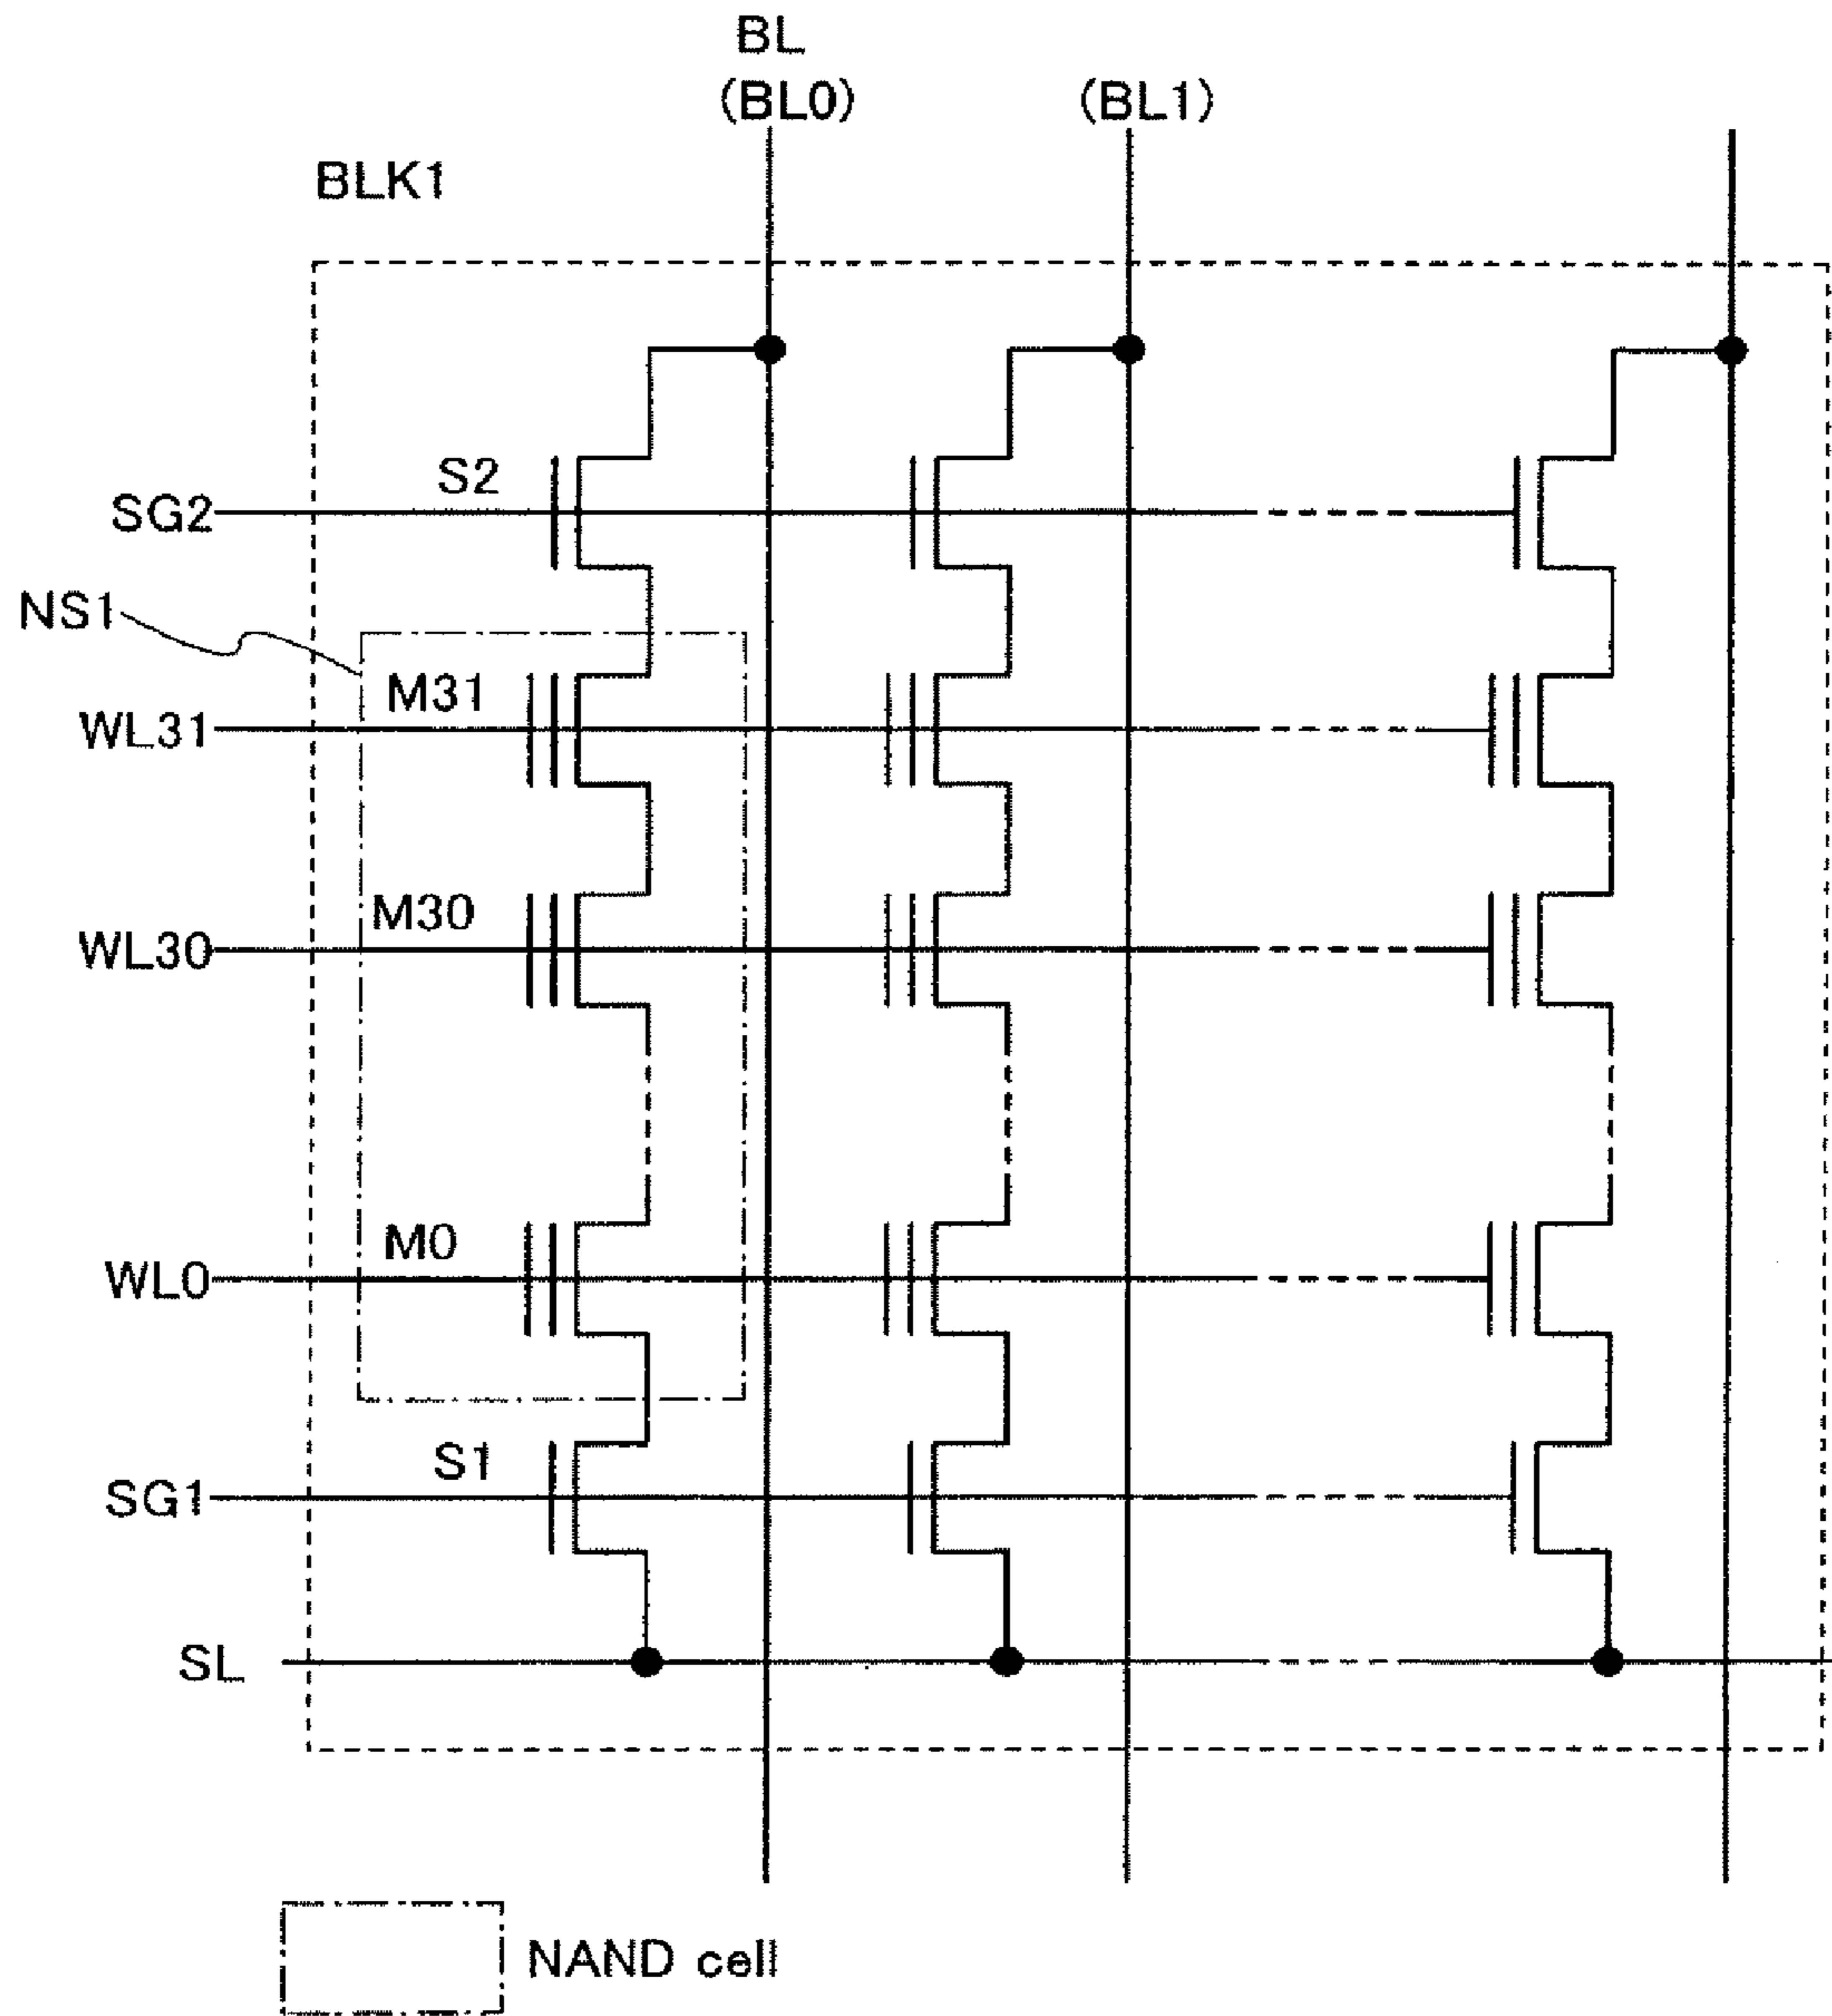 BL
(BL0)
(BL1)
BLK1
S2
SG2
NS1
M31
WL31
M30
WL30
M0
WL0
S1
SG1
SL
NAND cell